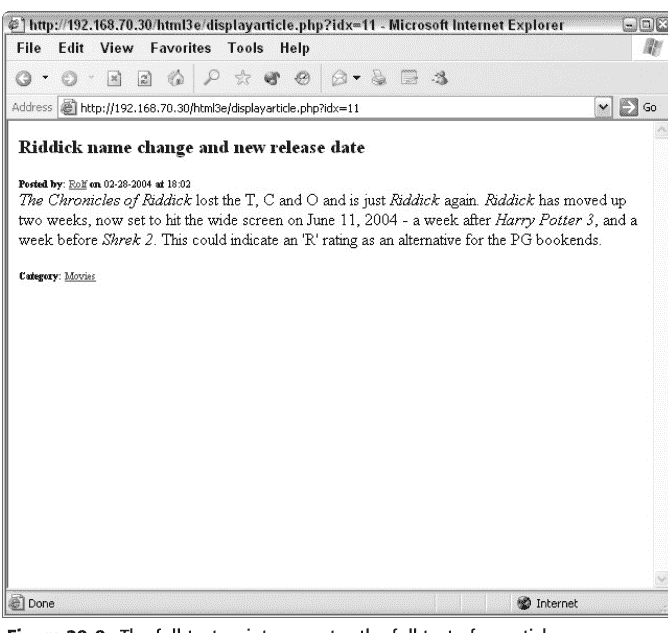 http://192.168.70.30/html3e/displayarticle.php?idx=11 - Microsoft Internet Explorer
File Edit View Favorites Tools Help
Address http://192.168.70.30/html3e/displayarticle.php?idx=11 Go
Riddick name change and new release date
Posted by: Rolf on 02-28-2004 at 18:02
The Chronicles of Riddick lost the T, C and O and is just Riddick again. Riddick has moved up
two weeks, now set to hit the wide screen on June 11, 2004 - a week after Harry Potter 3, and a
week before Shrek 2. This could indicate an 'R' rating as an alternative for the PG bookends.
Category: Movies
Done Internet